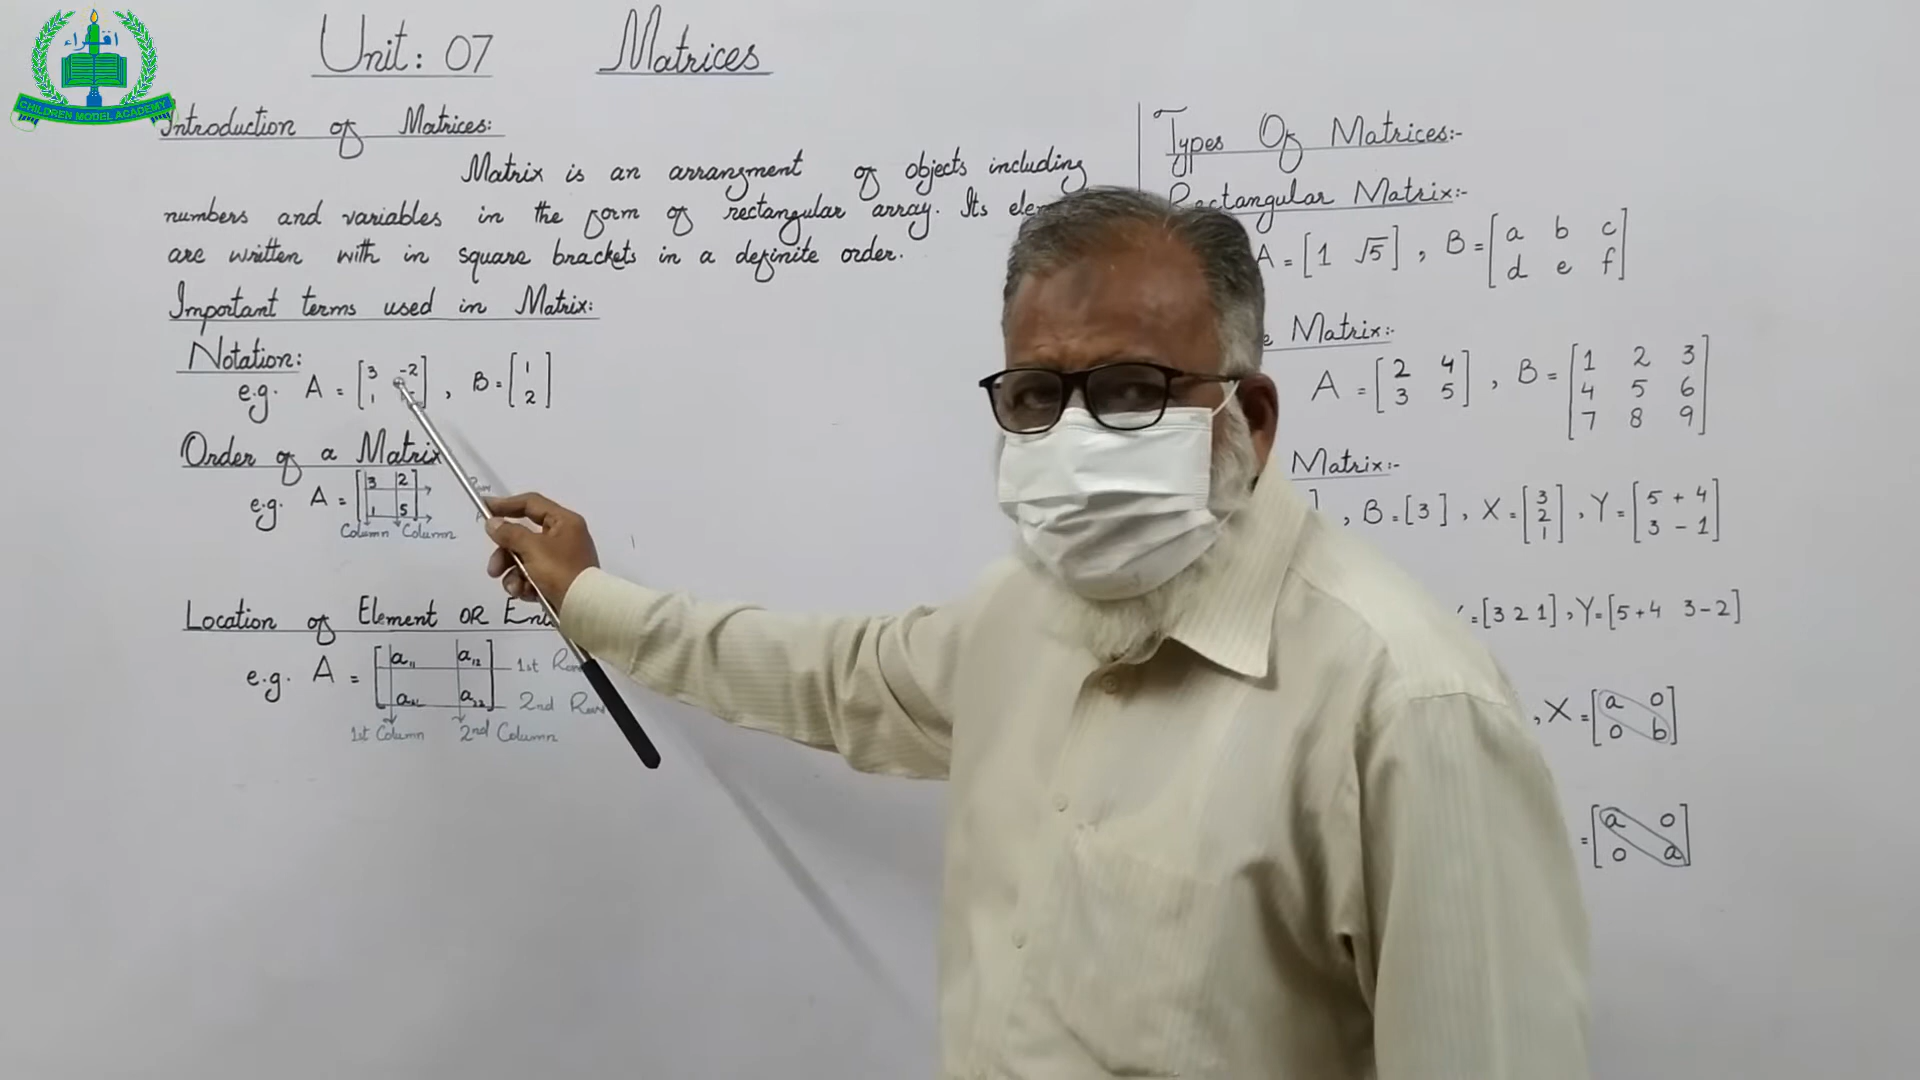 اقراء
CHILDREN MODEL ACADEMY
Unit: 07 Matrices
Introduction of Matrices:
Matrix is an arrangment of objects including
numbers and variables in the form of rectangular array. Its
are written with in square brackets in a definite order.
Important terms used in Matrix:
Notation:
e.g. A = [3 -2
1 ] , B = [1
2]
Order of a Matrix
e.g. A = [3 2
1 5]
Column Column
Location of Element OR
e.g. A = [a₁₁ a₁₂] 1st Row
[a₂₁ a₂₂] 2nd Row
1st Column 2nd Column
Types Of Matrices:-
Rectangular Matrix:-
A = [1 √5] , B = [a b c
d e f]
Matrix:-
A = [2 4
3 5] , B = [1 2 3
4 5 6
7 8 9]
Matrix:-
] , B = [3] , X = [3
2
1] , Y = [5 + 4
3 - 1]
= [3 2 1] , Y = [5+4 3-2]
, X = [a 0
0 b]
= [a 0
0 a]